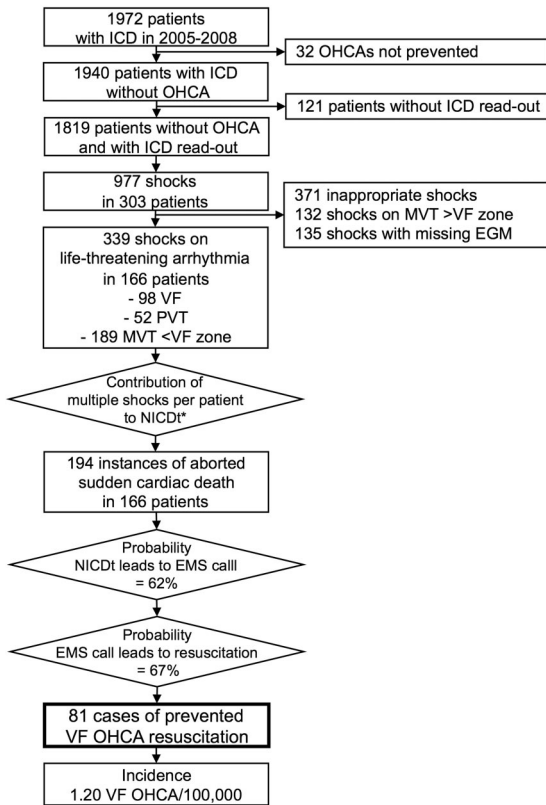 1972 patients
with ICD in 2005-2008
32 OHCAs not prevented
1940 patients with ICD
without OHCA
121 patients without ICD read-out
1819 patients without OHCA
and with ICD read-out
977 shocks
in 303 patients
371 inappropriate shocks
132 shocks on MVT >VF zone
135 shocks with missing EGM
339 shocks on
life-threatening arrhythmia
in 166 patients
- 98 VF
- 52 PVT
- 189 MVT <VF zone
Contribution of
multiple shocks per patient
to NICDt*
194 instances of aborted
sudden cardiac death
in 166 patients
Probability
NICDt leads to EMS calll
= 62%
Probability
EMS call leads to resuscitation
= 67%
81 cases of prevented
VF OHCA resuscitation
Incidence
1.20 VF OHCA/100,000